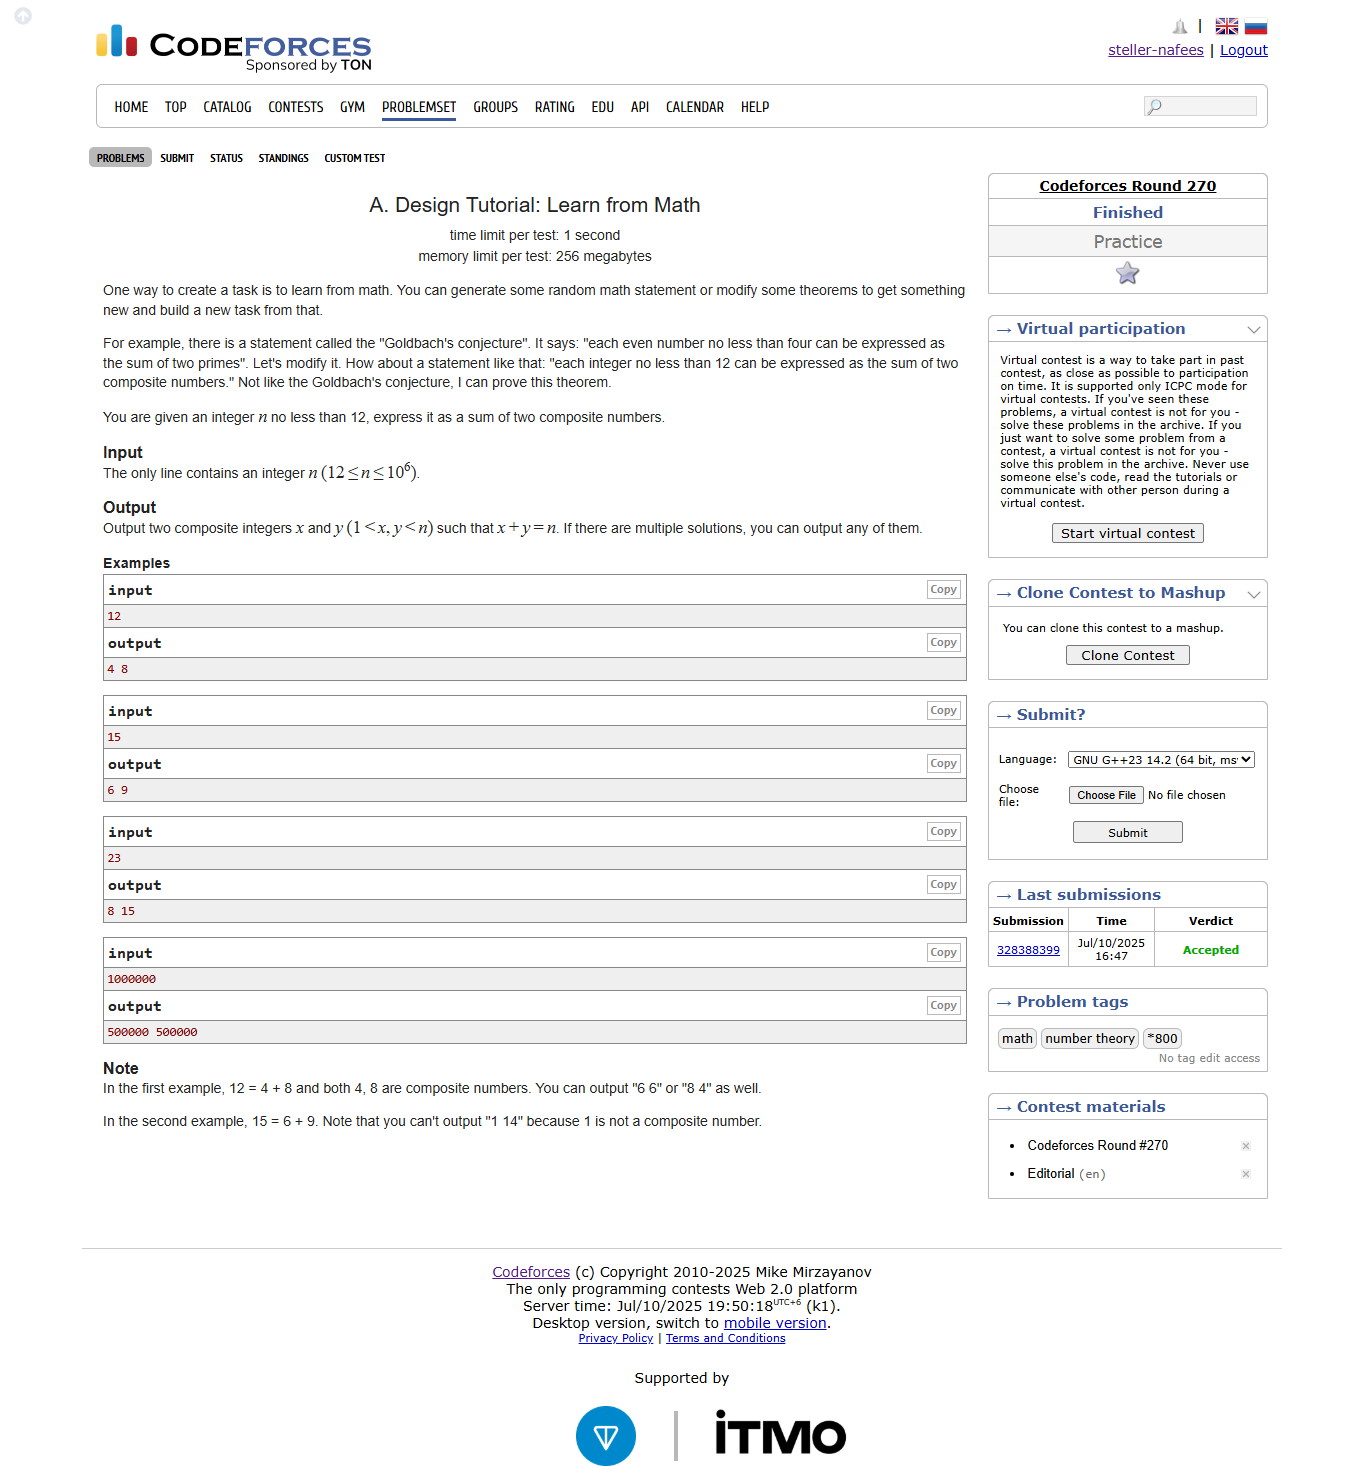 CODEFORCES
Sponsored by TON
|
steller-nafees | Logout
HOME TOP CATALOG CONTESTS GYM PROBLEMSET GROUPS RATING EDU API CALENDAR HELP
PROBLEMS SUBMIT STATUS STANDINGS CUSTOM TEST
A. Design Tutorial: Learn from Math
time limit per test: 1 second
memory limit per test: 256 megabytes
One way to create a task is to learn from math. You can generate some random math statement or modify some theorems to get something
new and build a new task from that.
For example, there is a statement called the "Goldbach's conjecture". It says: "each even number no less than four can be expressed as
the sum of two primes". Let's modify it. How about a statement like that: "each integer no less than 12 can be expressed as the sum of two
composite numbers." Not like the Goldbach's conjecture, I can prove this theorem.
You are given an integer n no less than 12, express it as a sum of two composite numbers.
Input
The only line contains an integer n (12 ≤ n ≤ 10⁶).
Output
Output two composite integers x and y (1 < x, y < n) such that x + y = n. If there are multiple solutions, you can output any of them.
Examples
input Copy
12
output Copy
4 8
input Copy
15
output Copy
6 9
input Copy
23
output Copy
8 15
input Copy
1000000
output Copy
500000 500000
Note
In the first example, 12 = 4 + 8 and both 4, 8 are composite numbers. You can output "6 6" or "8 4" as well.
In the second example, 15 = 6 + 9. Note that you can't output "1 14" because 1 is not a composite number.
Codeforces Round 270
Finished
Practice
→ Virtual participation
Virtual contest is a way to take part in past
contest, as close as possible to participation
on time. It is supported only ICPC mode for
virtual contests. If you've seen these
problems, a virtual contest is not for you -
solve these problems in the archive. If you
just want to solve some problem from a
contest, a virtual contest is not for you -
solve this problem in the archive. Never use
someone else's code, read the tutorials or
communicate with other person during a
virtual contest.
Start virtual contest
→ Clone Contest to Mashup
You can clone this contest to a mashup.
Clone Contest
→ Submit?
Language: GNU G++23 14.2 (64 bit, ms
Choose
file: Choose File No file chosen
Submit
→ Last submissions
Submission Time Verdict
328388399 Jul/10/2025
16:47 Accepted
→ Problem tags
math number theory *800
No tag edit access
→ Contest materials
• Codeforces Round #270
• Editorial (en)
Codeforces (c) Copyright 2010-2025 Mike Mirzayanov
The only programming contests Web 2.0 platform
Server time: Jul/10/2025 19:50:18 UTC+6 (k1).
Desktop version, switch to mobile version.
Privacy Policy | Terms and Conditions
Supported by
iTMO